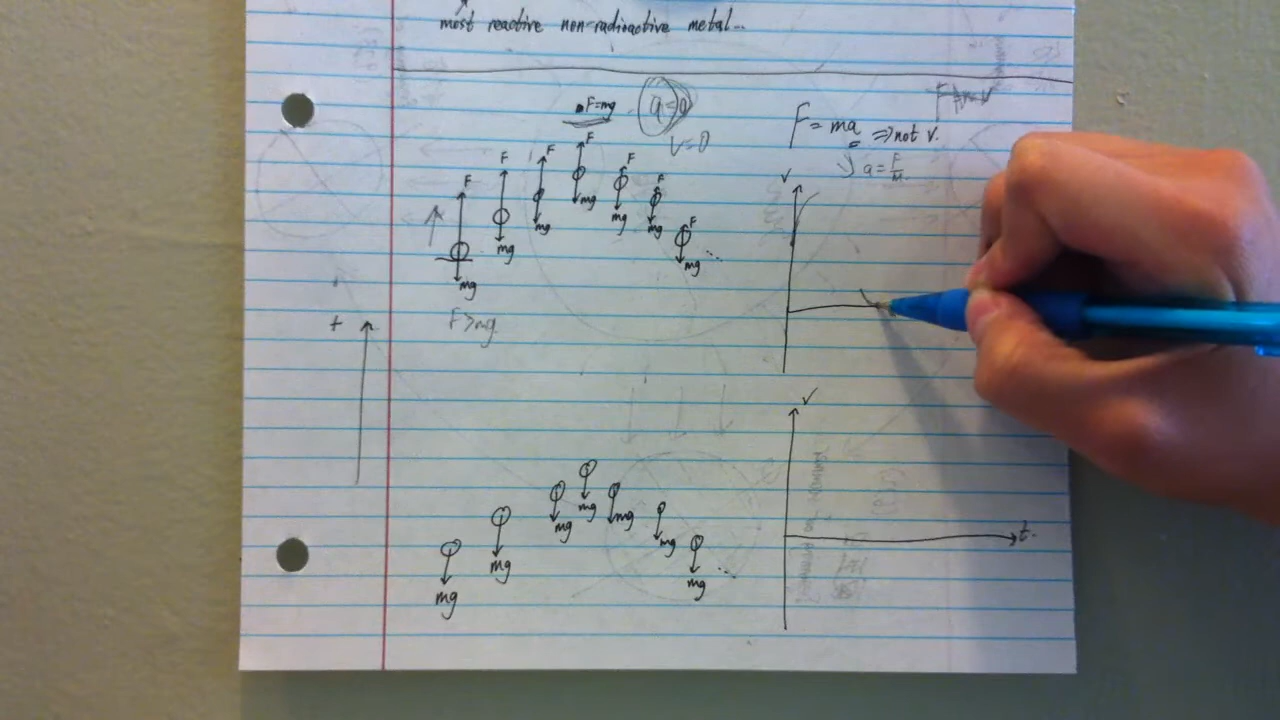 most reactive non-radioactive metal...
F=mg a=0
v=0
F = ma ⇒ not v.
a = F/m.
F F F F F F F
mg mg mg mg mg mg mg
F>mg.
+
v
v
t.
mg mg mg mg mg mg mg